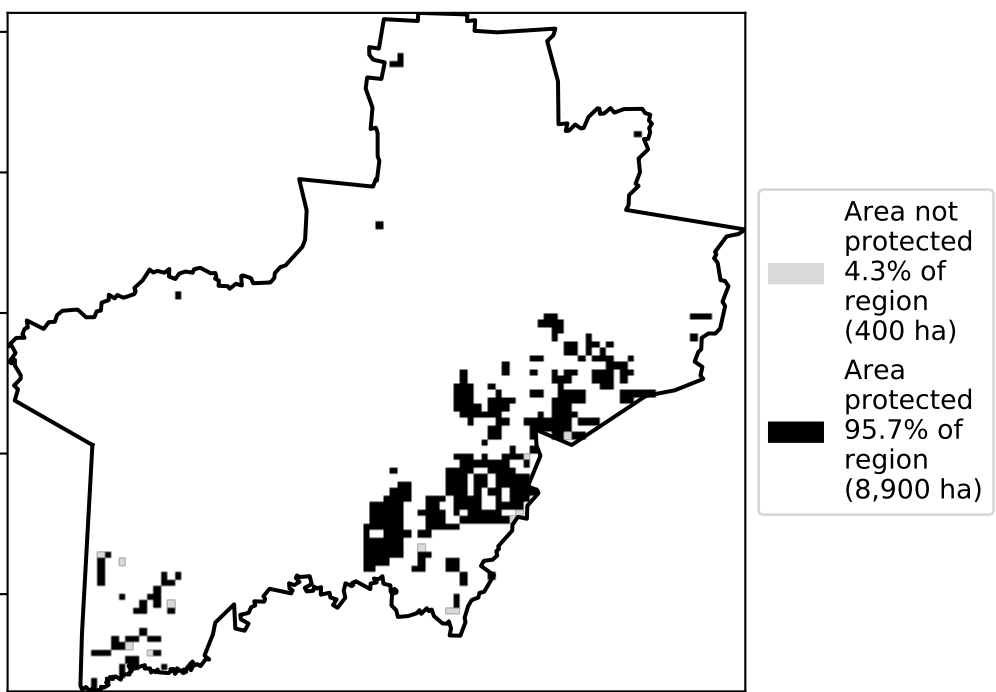 Area not
protected
4.3% of
region
(400 ha)
Area
protected
95.7% of
region
(8,900 ha)